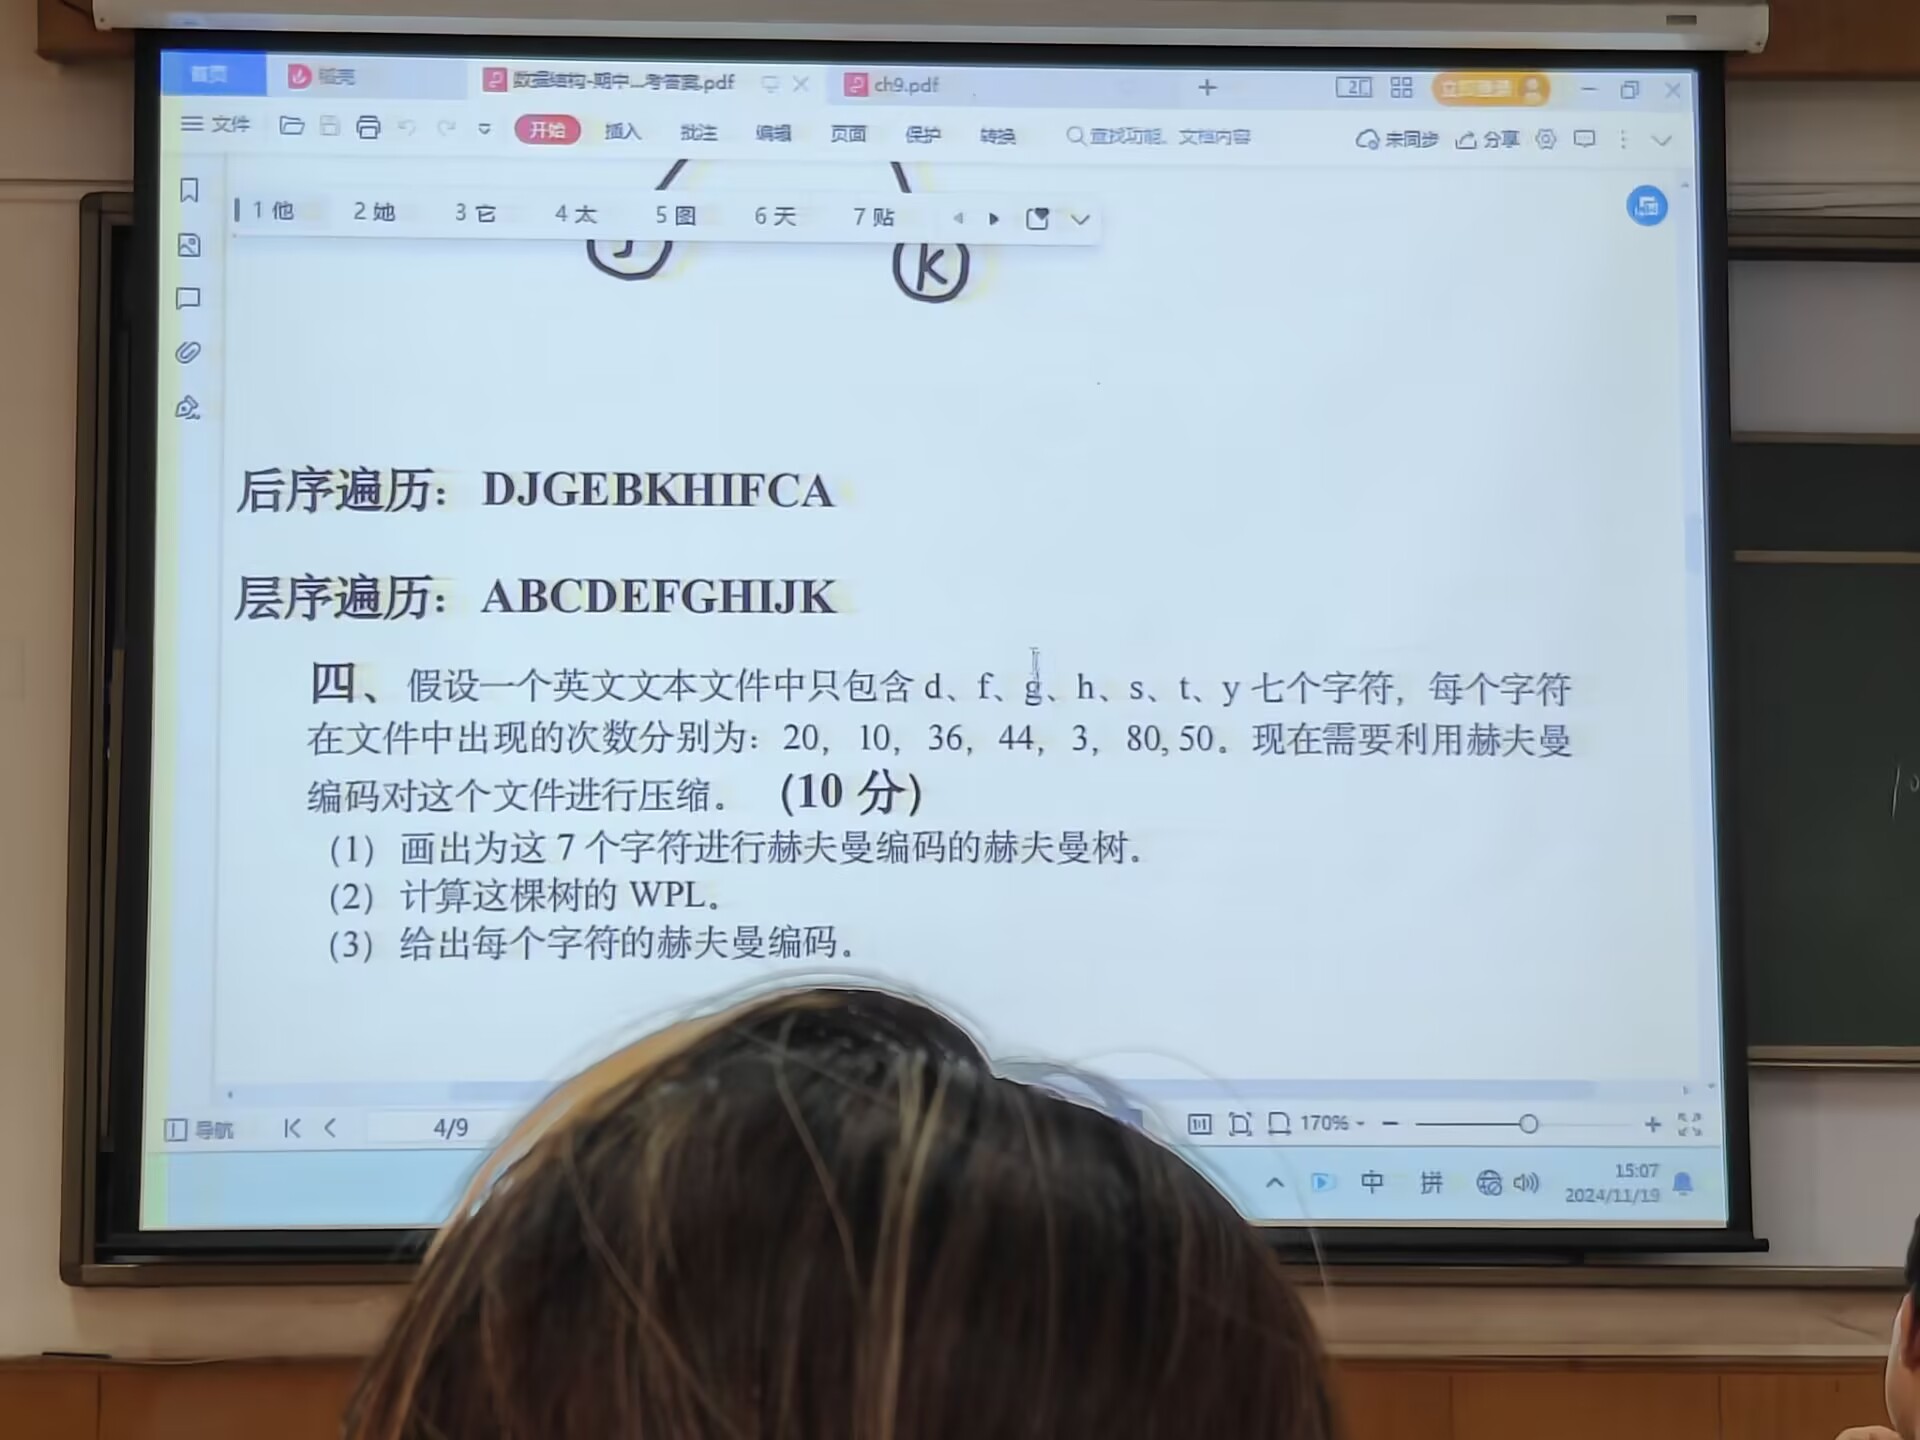 首页 稻壳 数据结构-期中...考答案.pdf ch9.pdf + 立即登录
文件 开始 插入 批注 编辑 页面 保护 转换 查找功能、文档内容 未同步 分享
1 他 2 她 3 它 4 太 5 图 6 天 7 贴
J K
后序遍历：DJGEBKHIFCA
层序遍历：ABCDEFGHIJK
四、假设一个英文文本文件中只包含 d、f、g、h、s、t、y 七个字符，每个字符
在文件中出现的次数分别为：20，10，36，44，3，80, 50。现在需要利用赫夫曼
编码对这个文件进行压缩。（10 分）
（1）画出为这 7 个字符进行赫夫曼编码的赫夫曼树。
（2）计算这棵树的 WPL。
（3）给出每个字符的赫夫曼编码。
导航 4/9 170%
中 拼 15:07
2024/11/19